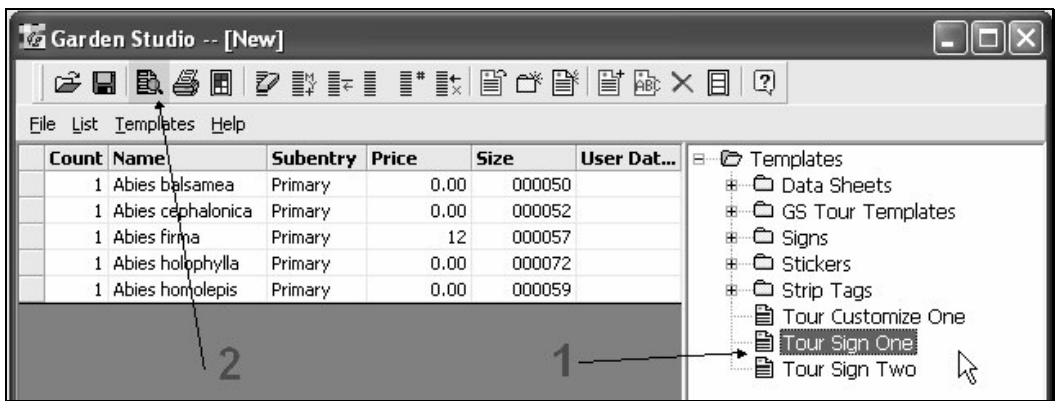 Garden Studio -- [New]
File List Templates Help
Count Name Subentry Price Size User Dat...
1 Abies balsamea Primary 0.00 000050
1 Abies cephalonica Primary 0.00 000052
1 Abies firma Primary 12 000057
1 Abies holophylla Primary 0.00 000072
1 Abies homolepis Primary 0.00 000059
Templates
Data Sheets
GS Tour Templates
Signs
Stickers
Strip Tags
Tour Customize One
Tour Sign One
Tour Sign Two
2
1